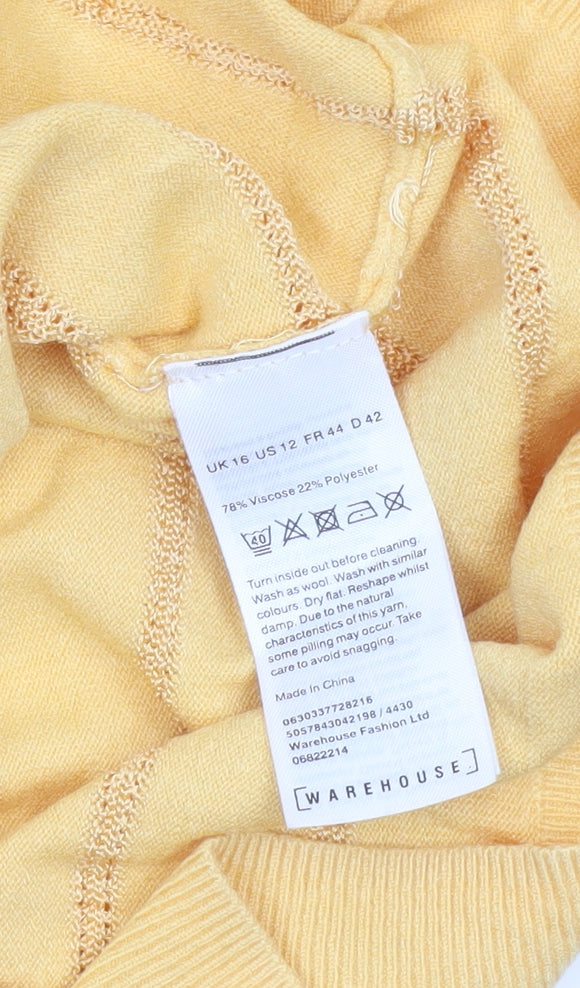 UK 16 US 12 FR 44 D 42
78% Viscose 22% Polyester
40
Turn inside out before cleaning.
Wash as wool. Wash with similar
colours. Dry flat. Reshape whilst
damp. Due to the natural
characteristics of this yarn,
some pilling may occur. Take
care to avoid snagging.
Made In China
0630337728216
5057843042198 / 4430
Warehouse Fashion Ltd
06822214
[WAREHOUSE]